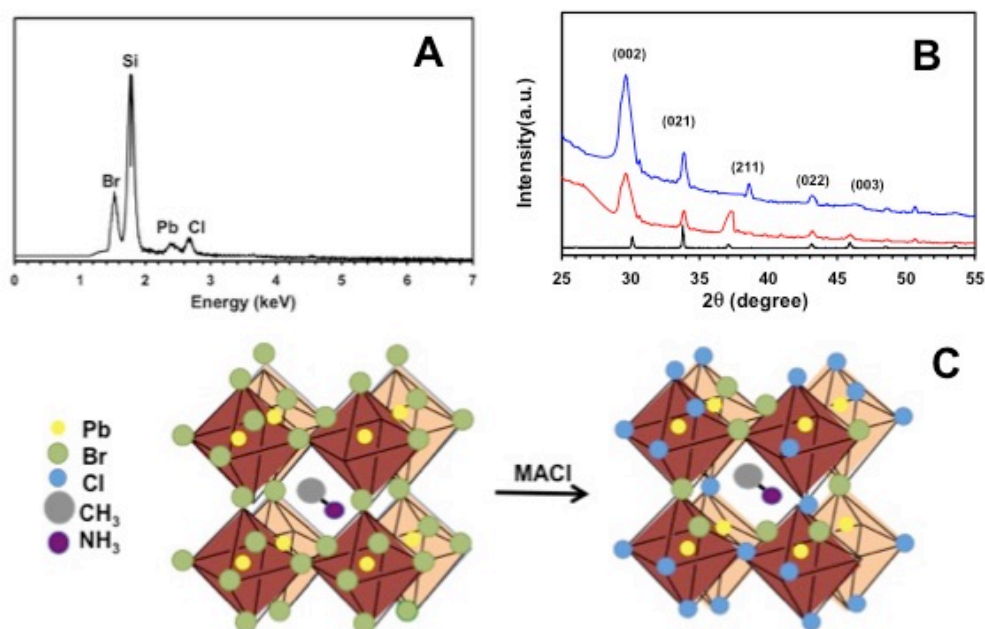 A
Si
Br
Pb
Cl
0 1 2 3 4 5 6 7
Energy (keV)
B
(002)
(021)
(211)
(022)
(003)
Intensity(a.u.)
25 30 35 40 45 50 55
2θ (degree)
C
Pb
Br
Cl
CH3
NH3
MACl